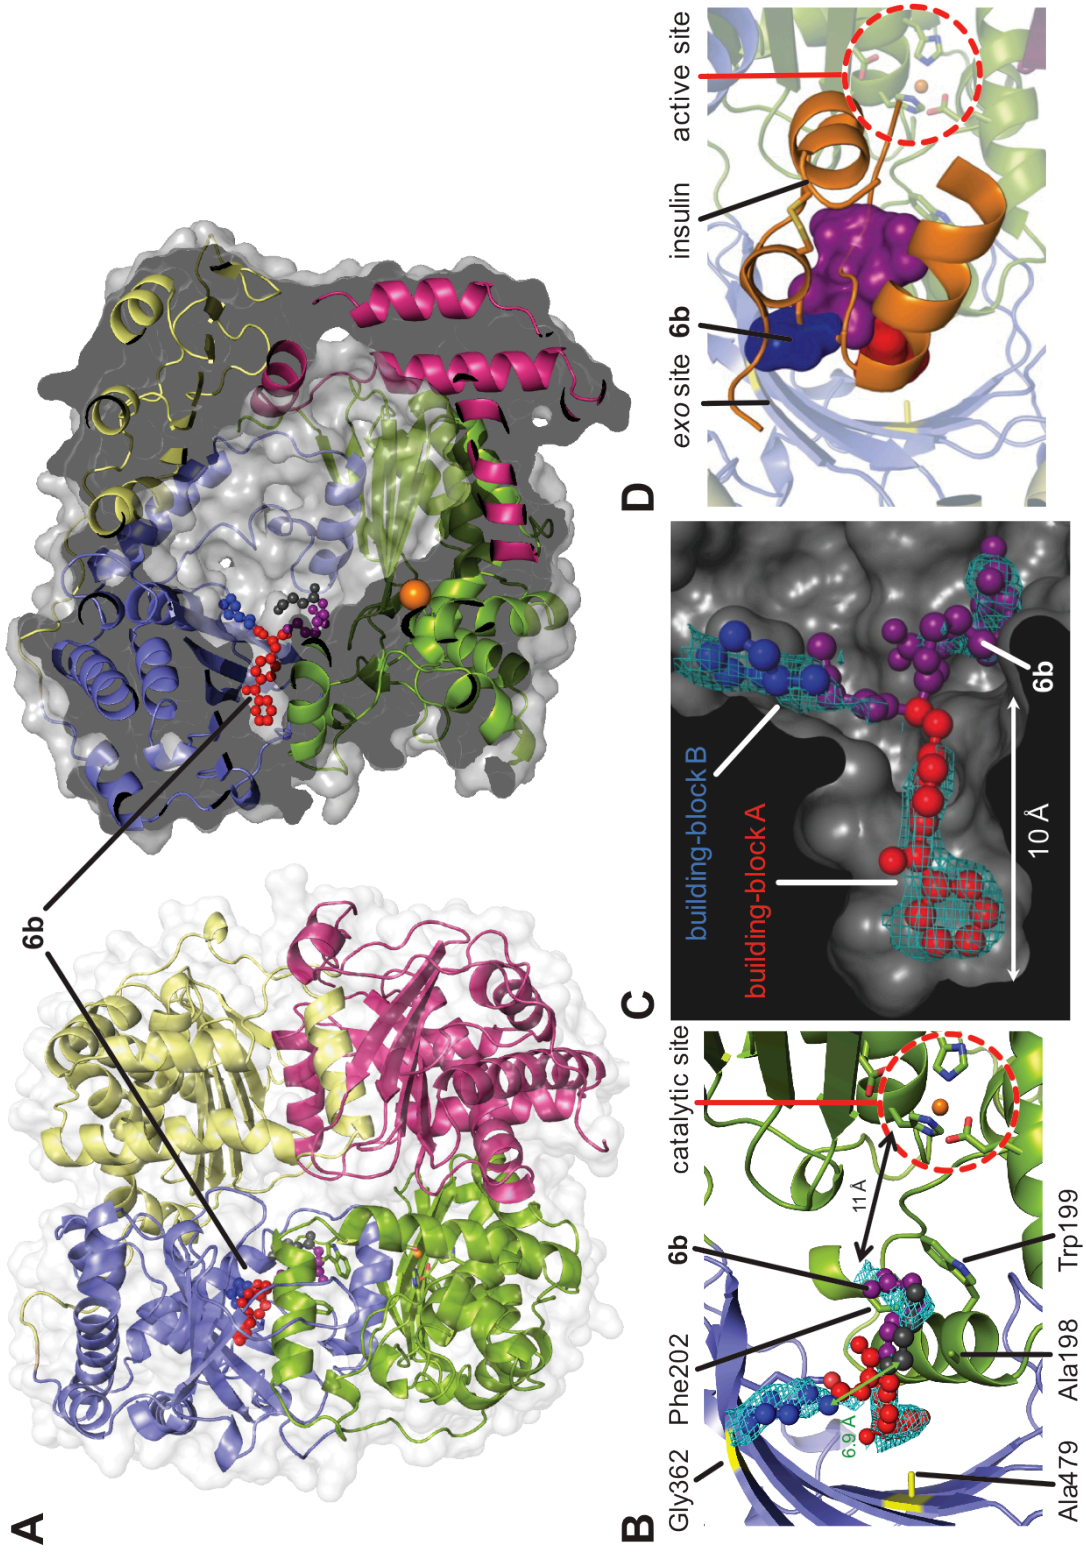 A
6b
B
Gly362
Phe202
6b
catalytic site
11 Å
6.9 Å
Ala479
Ala198
Trp199
C
building-block B
building-block A
6b
10 Å
D
exo site
6b
insulin
active site